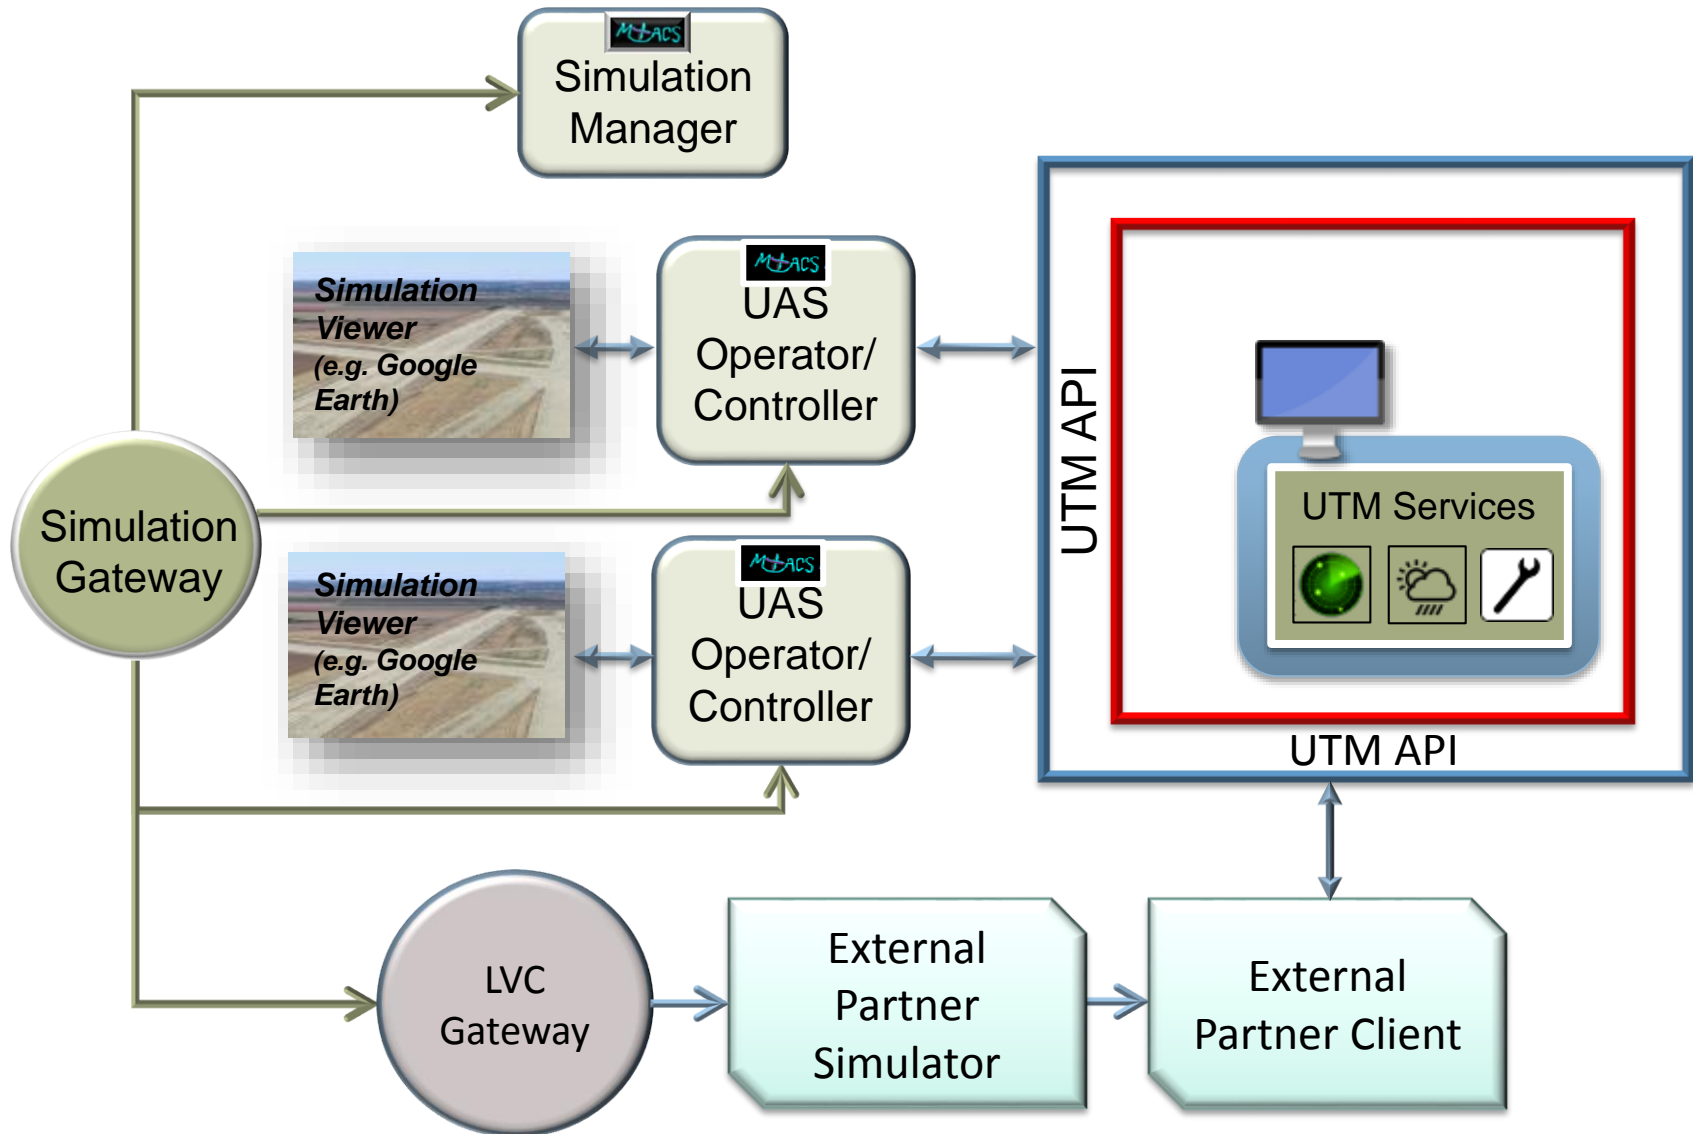 MACS
Simulation
Manager
Simulation
Viewer
(e.g. Google
Earth)
MACS
UAS
Operator/
Controller
UTM API
UTM Services
Simulation
Gateway
Simulation
Viewer
(e.g. Google
Earth)
MACS
UAS
Operator/
Controller
UTM API
LVC
Gateway
External
Partner
Simulator
External
Partner Client